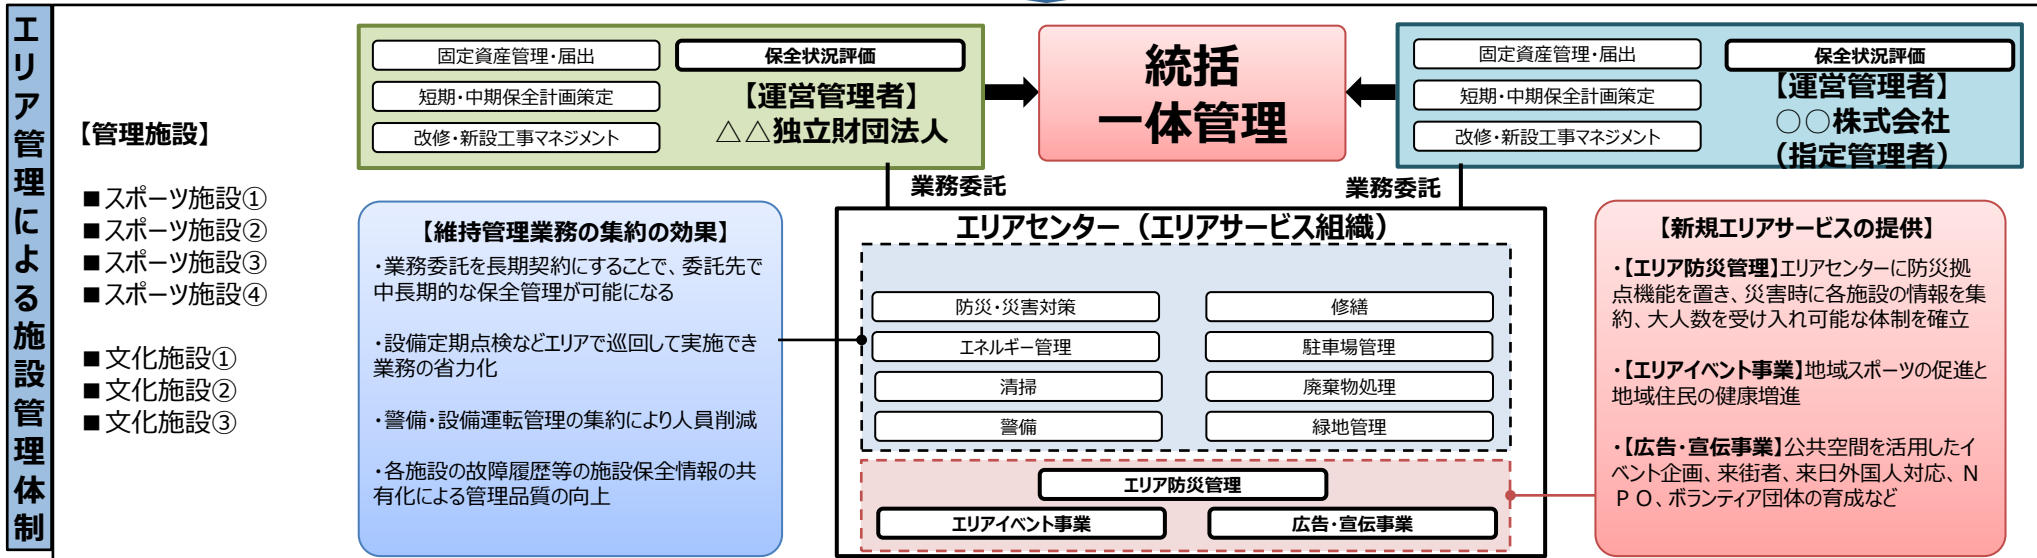 エリア管理による施設管理体制
【管理施設】
■スポーツ施設①
■スポーツ施設②
■スポーツ施設③
■スポーツ施設④
■文化施設①
■文化施設②
■文化施設③
固定資産管理・届出
短期・中期保全計画策定
改修・新設工事マネジメント
保全状況評価
【運営管理者】
△△独立財団法人
統括
一体管理
固定資産管理・届出
短期・中期保全計画策定
改修・新設工事マネジメント
保全状況評価
【運営管理者】
○○株式会社
（指定管理者）
業務委託
業務委託
【維持管理業務の集約の効果】
・業務委託を長期契約にすることで、委託先で
中長期的な保全管理が可能になる
・設備定期点検などエリアで巡回して実施でき
業務の省力化
・警備・設備運転管理の集約により人員削減
・各施設の故障履歴等の施設保全情報の共
有化による管理品質の向上
エリアセンター（エリアサービス組織）
防災・災害対策
修繕
エネルギー管理
駐車場管理
清掃
廃棄物処理
警備
緑地管理
エリア防災管理
エリアイベント事業
広告・宣伝事業
【新規エリアサービスの提供】
・【エリア防災管理】エリアセンターに防災拠
点機能を置き、災害時に各施設の情報を集
約、大人数を受け入れ可能な体制を確立
・【エリアイベント事業】地域スポーツの促進と
地域住民の健康増進
・【広告・宣伝事業】公共空間を活用したイ
ベント企画、来街者、来日外国人対応、Ｎ
ＰＯ、ボランティア団体の育成など